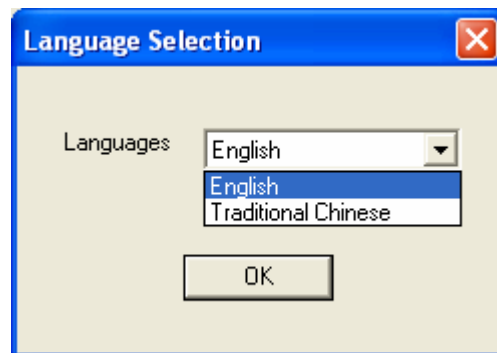 Language Selection
Languages
English
English
Traditional Chinese
OK